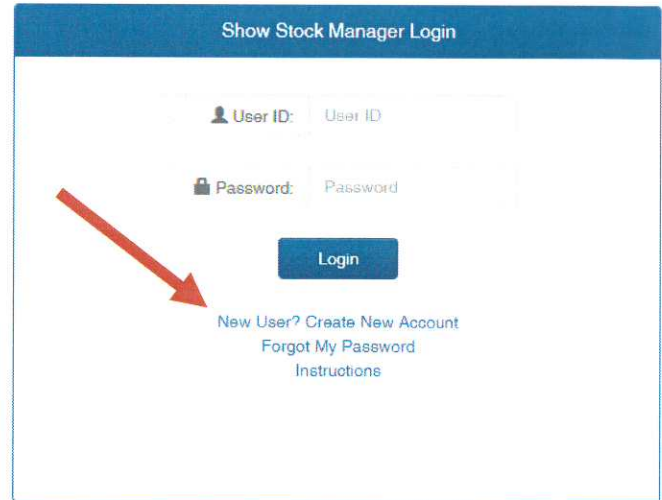 Show Stock Manager Login
User ID: User ID
Password: Password
Login
New User? Create New Account
Forgot My Password
Instructions